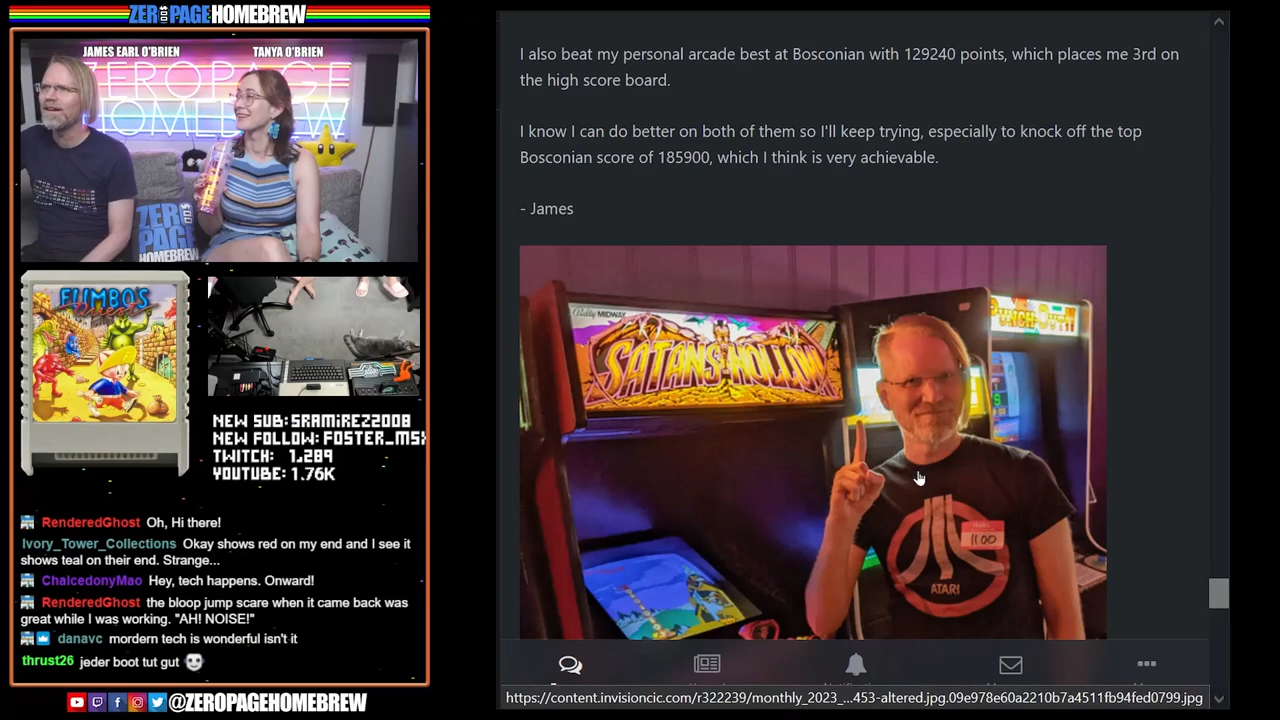 ZEROPAGE HOMEBREW
JAMES EARL O'BRIEN
TANYA O'BRIEN
ZEROPAGE
HOMEBREW
ZERO
PAGE
HOMEBREW
FLIMBO'S
Quest
NEW SUB: SRAMIREZ2008
NEW FOLLOW: FOSTER_MSX
TWITCH: 1,289
YOUTUBE: 1.76K
RenderedGhost Oh, Hi there!
Ivory_Tower_Collections Okay shows red on my end and I see it
shows teal on their end. Strange...
ChalcedonyMao Hey, tech happens. Onward!
RenderedGhost the bloop jump scare when it came back was
great while I was working. "AH! NOISE!"
danavc mordern tech is wonderful isn't it
thrust26 jeder boot tut gut
@ZEROPAGEHOMEBREW
I also beat my personal arcade best at Bosconian with 129240 points, which places me 3rd on
the high score board.
I know I can do better on both of them so I'll keep trying, especially to knock off the top
Bosconian score of 185900, which I think is very achievable.
- James
Bally MIDWAY
SATAN'S HOLLOW
PUNCH-OUT!!
ATARI
https://content.invisioncic.com/r322239/monthly_2023_...453-altered.jpg.09e978e60a2210b7a4511fb94fed0799.jpg